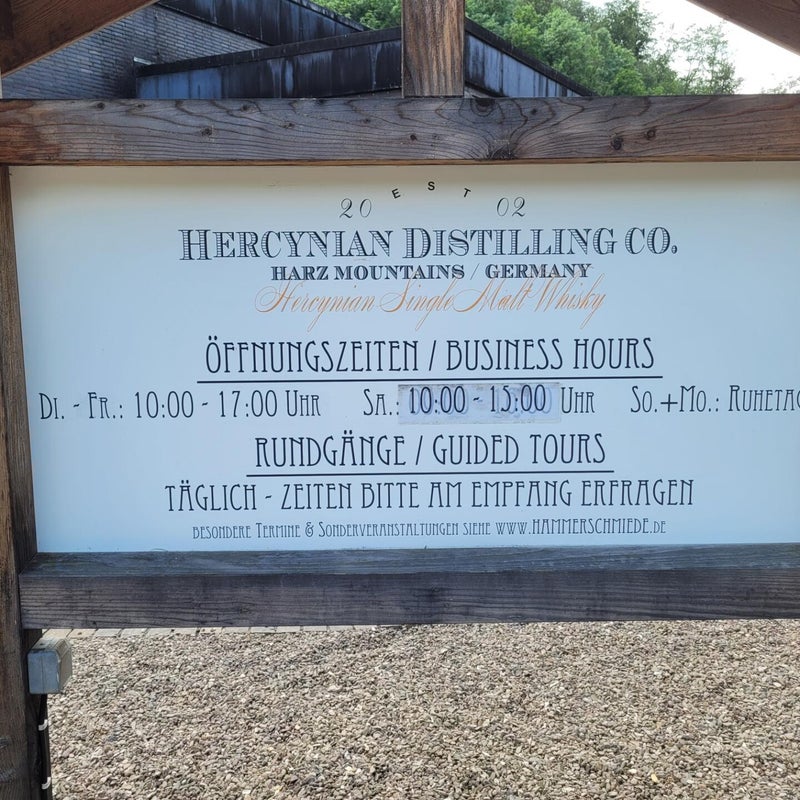 EST
20 02
HERCYNIAN DISTILLING CO.
HARZ MOUNTAINS / GERMANY
Hercynian Single Malt Whisky
ÖFFNUNGSZEITEN / BUSINESS HOURS
DI. - FR.: 10:00 - 17:00 UHR SA.: 10:00 - 15:00 UHR SO.+MO.: RUHETAG
RUNDGÄNGE / GUIDED TOURS
TÄGLICH - ZEITEN BITTE AM EMPFANG ERFRAGEN
BESONDERE TERMINE & SONDERVERANSTALTUNGEN SIEHE WWW.HAMMERSCHMIEDE.DE